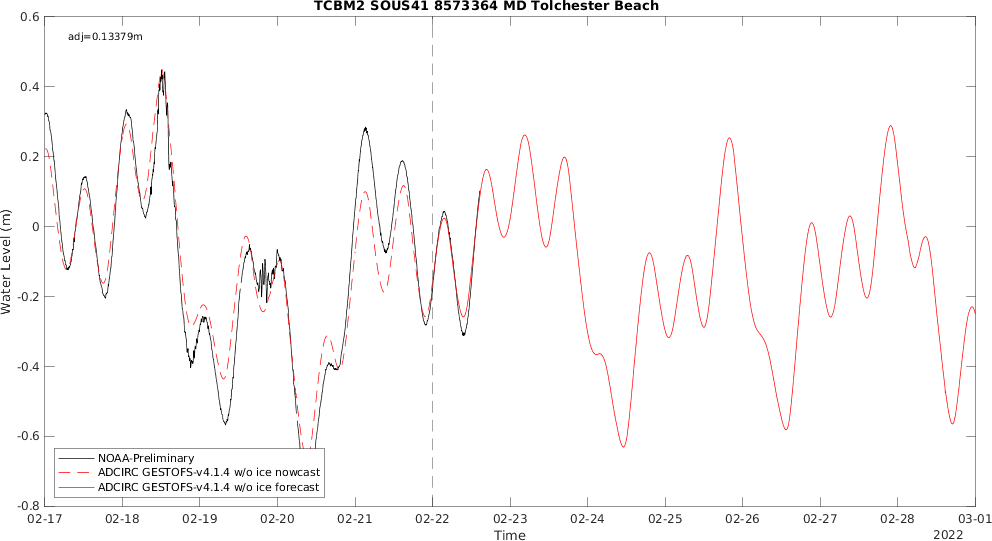 TCBM2 SOUS41 8573364 MD Tolchester Beach
adj=0.13379m
0.6
0.4
0.2
0
-0.2
-0.4
-0.6
-0.8
Water Level (m)
NOAA-Preliminary
ADCIRC GESTOFS-v4.1.4 w/o ice nowcast
ADCIRC GESTOFS-v4.1.4 w/o ice forecast
02-17 02-18 02-19 02-20 02-21 02-22 02-23 02-24 02-25 02-26 02-27 02-28 03-01
Time
2022